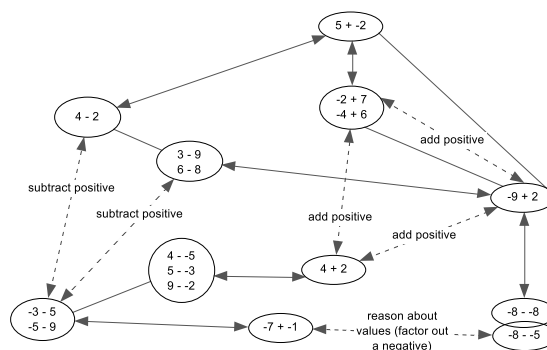 5 + -2
-2 + 7
-4 + 6
4 - 2
add positive
3 - 9
6 - 8
subtract positive
-9 + 2
subtract positive
add positive
add positive
4 - -5
5 - -3
9 - -2
4 + 2
-3 - 5
-5 - 9
-7 + -1
reason about
values (factor out
a negative)
-8 - -8
-8 - -5